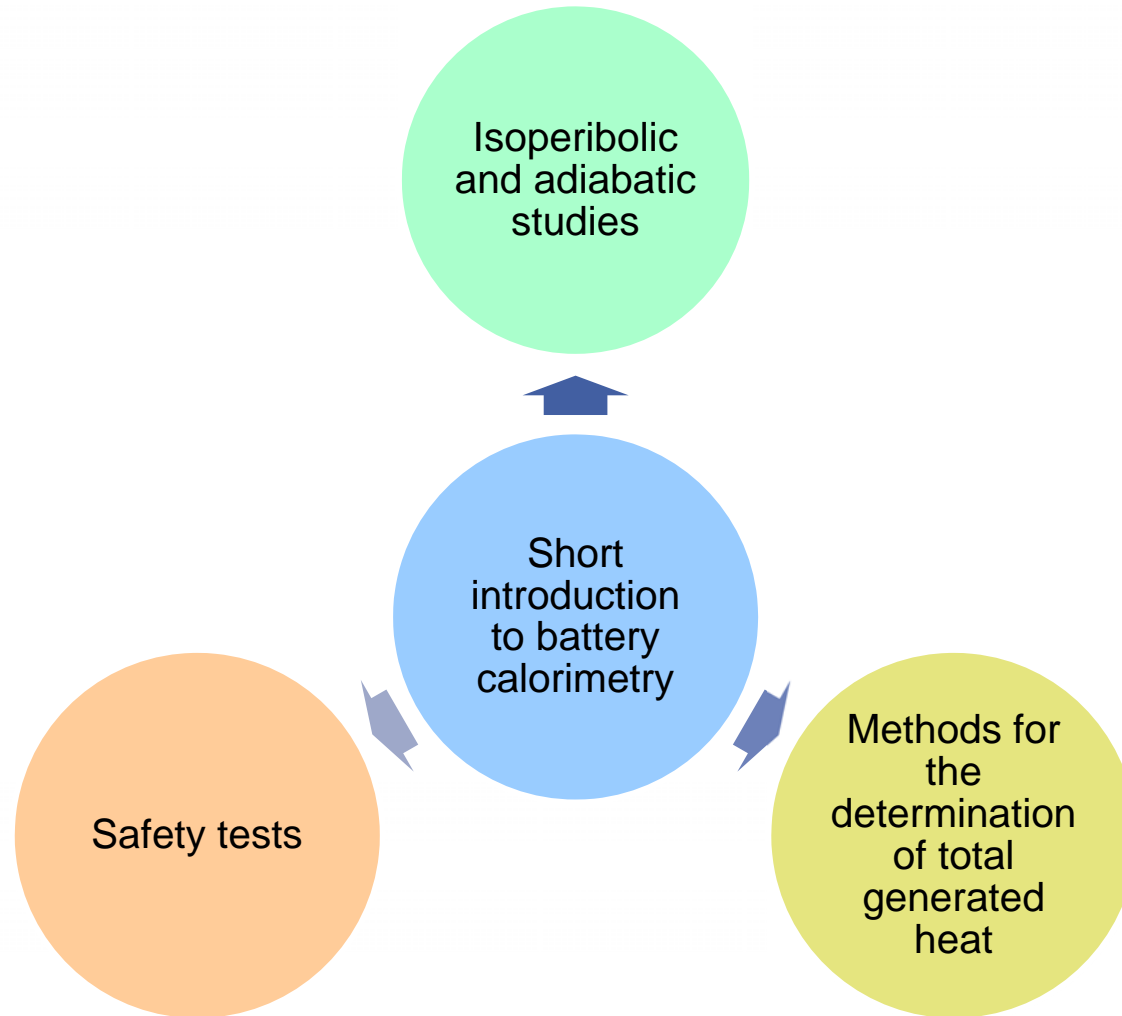 Isoperibolic
and adiabatic
studies
Short
introduction
to battery
calorimetry
Safety tests
Methods for
the
determination
of total
generated
heat